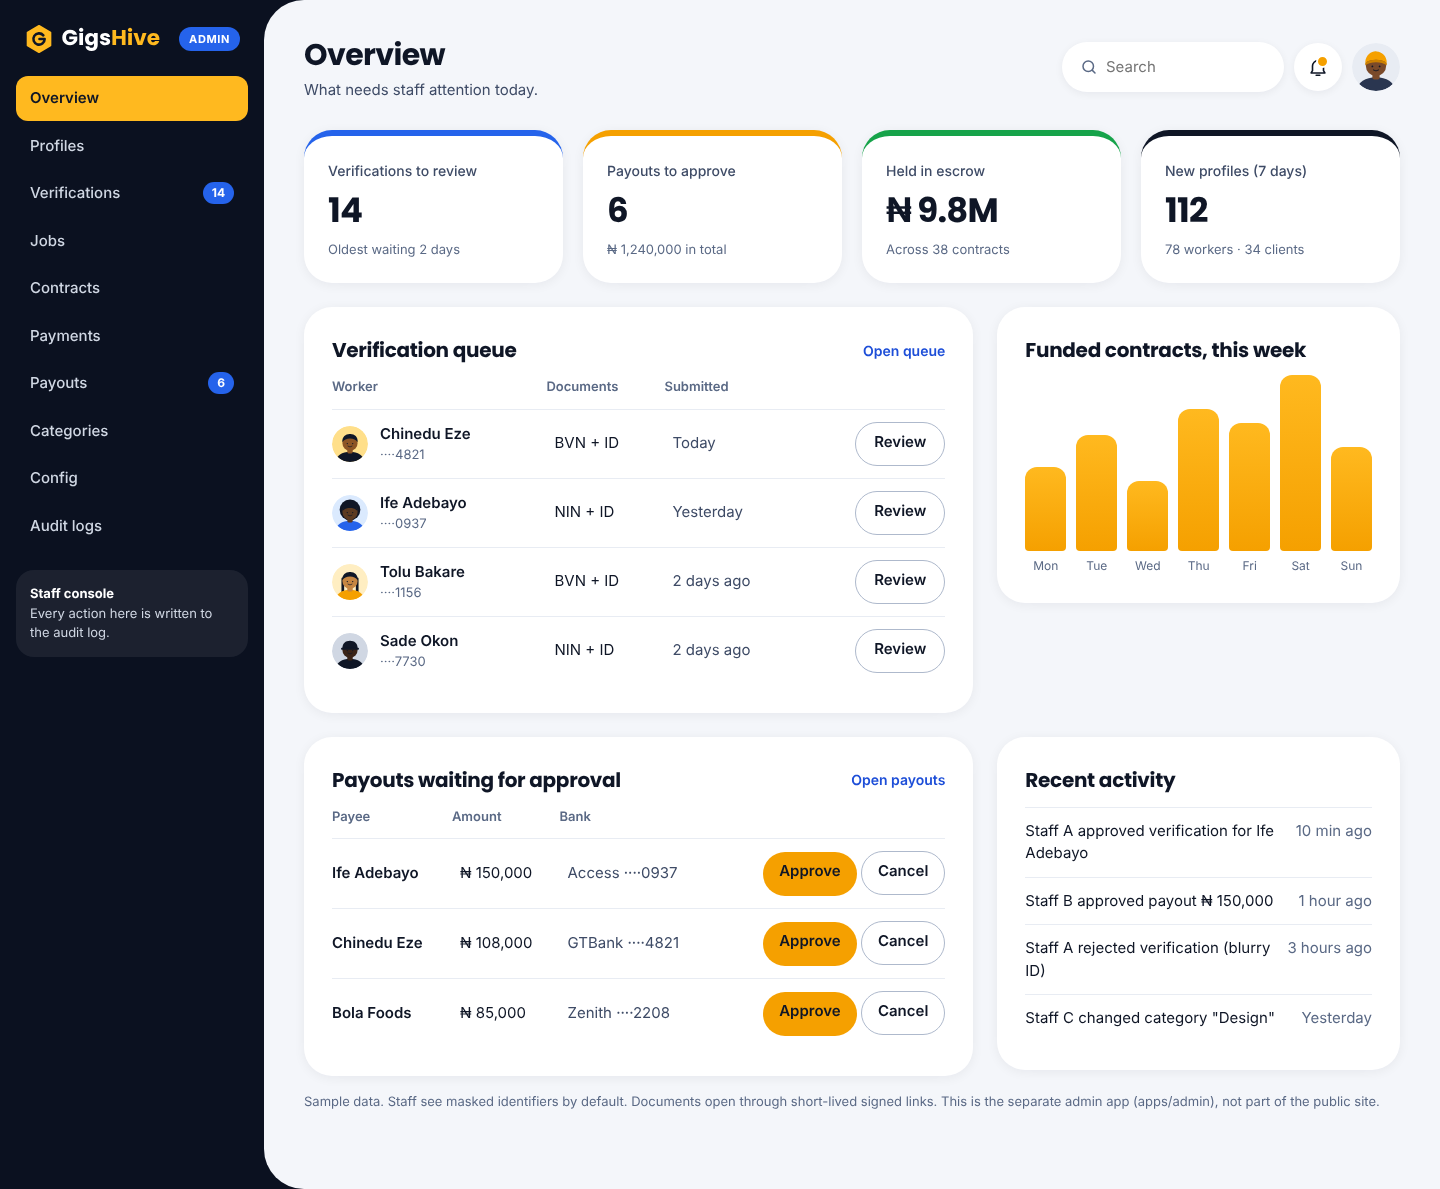 GigsHive
ADMIN
Overview
Profiles
Verifications 14
Jobs
Contracts
Payments
Payouts 6
Categories
Config
Audit logs
Staff console
Every action here is written to
the audit log.
Overview
What needs staff attention today.
Search
Verifications to review
14
Oldest waiting 2 days
Payouts to approve
6
₦ 1,240,000 in total
Held in escrow
₦ 9.8M
Across 38 contracts
New profiles (7 days)
112
78 workers · 34 clients
Verification queue
Open queue
Worker Documents Submitted
Chinedu Eze
····4821
BVN + ID
Today
Review
Ife Adebayo
····0937
NIN + ID
Yesterday
Review
Tolu Bakare
····1156
BVN + ID
2 days ago
Review
Sade Okon
····7730
NIN + ID
2 days ago
Review
Funded contracts, this week
Mon Tue Wed Thu Fri Sat Sun
Payouts waiting for approval
Open payouts
Payee Amount Bank
Ife Adebayo ₦ 150,000 Access ····0937 Approve Cancel
Chinedu Eze ₦ 108,000 GTBank ····4821 Approve Cancel
Bola Foods ₦ 85,000 Zenith ····2208 Approve Cancel
Recent activity
Staff A approved verification for Ife
Adebayo
10 min ago
Staff B approved payout ₦ 150,000
1 hour ago
Staff A rejected verification (blurry
ID)
3 hours ago
Staff C changed category "Design"
Yesterday
Sample data. Staff see masked identifiers by default. Documents open through short-lived signed links. This is the separate admin app (apps/admin), not part of the public site.